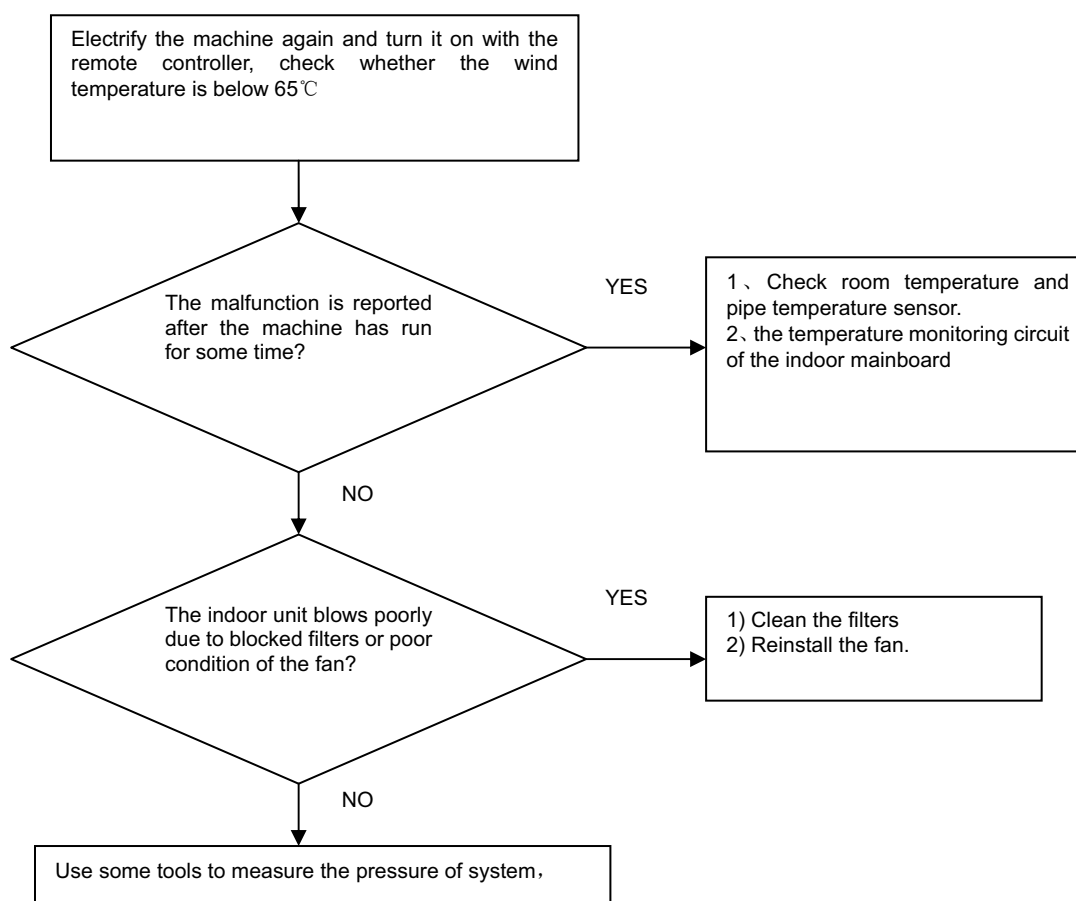 Electrify the machine again and turn it on with the
remote controller, check whether the wind
temperature is below 65℃
The malfunction is reported
after the machine has run
for some time?
YES
1、Check room temperature and
pipe temperature sensor.
2、the temperature monitoring circuit
of the indoor mainboard
NO
The indoor unit blows poorly
due to blocked filters or poor
condition of the fan?
YES
1) Clean the filters
2) Reinstall the fan.
NO
Use some tools to measure the pressure of system，